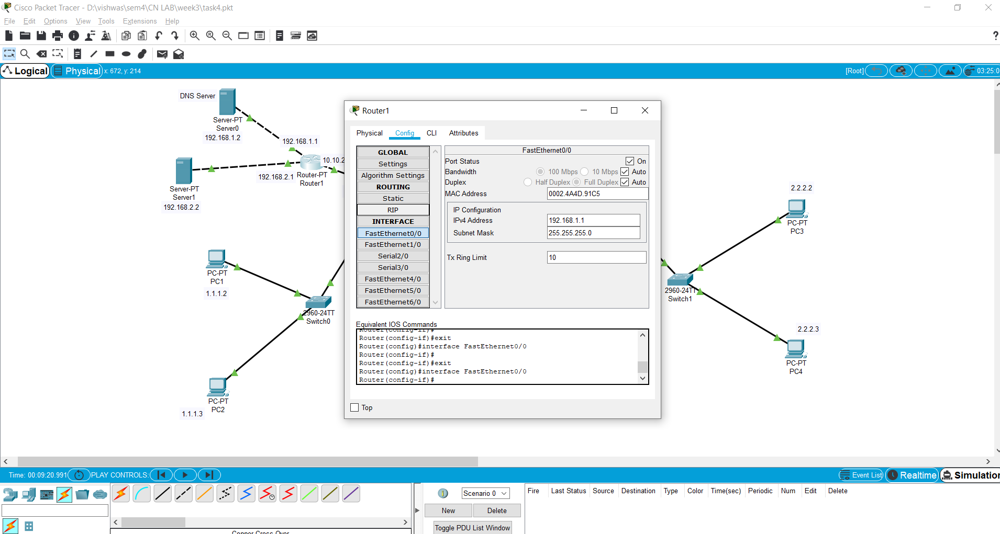 Cisco Packet Tracer - D:\vishwas\sem4\CN LAB\week3\task4.pkt
File Edit Options View Tools Extensions Help
?
Logical Physical x: 672, y: 214
[Root] 03:25:0
DNS Server
Server-PT
Server0
192.168.1.2
192.168.1.1
10.10.2
Server-PT
Server1
192.168.2.2
192.168.2.1
Router-PT
Router1
PC-PT
PC1
1.1.1.2
2960-24TT
Switch0
PC-PT
PC2
1.1.1.3
Router1
Physical Config CLI Attributes
GLOBAL
Settings
Algorithm Settings
ROUTING
Static
RIP
INTERFACE
FastEthernet0/0
FastEthernet1/0
Serial2/0
Serial3/0
FastEthernet4/0
FastEthernet5/0
FastEthernet6/0
FastEthernet0/0
Port Status On
Bandwidth 100 Mbps 10 Mbps Auto
Duplex Half Duplex Full Duplex Auto
MAC Address 0002.4A4D.91C5
IP Configuration
IPv4 Address 192.168.1.1
Subnet Mask 255.255.255.0
Tx Ring Limit 10
Equivalent IOS Commands
Router(config-if)#
Router(config-if)#exit
Router(config)#interface FastEthernet0/0
Router(config-if)#
Router(config-if)#exit
Router(config)#interface FastEthernet0/0
Router(config-if)#
Top
2.2.2.2
PC-PT
PC3
2960-24TT
Switch1
2.2.2.3
PC-PT
PC4
Time: 00:09:20.991 PLAY CONTROLS:
Event List Realtime Simulation
1 Scenario 0
New Delete
Toggle PDU List Window
Fire Last Status Source Destination Type Color Time(sec) Periodic Num Edit Delete
Copper Cross-Over